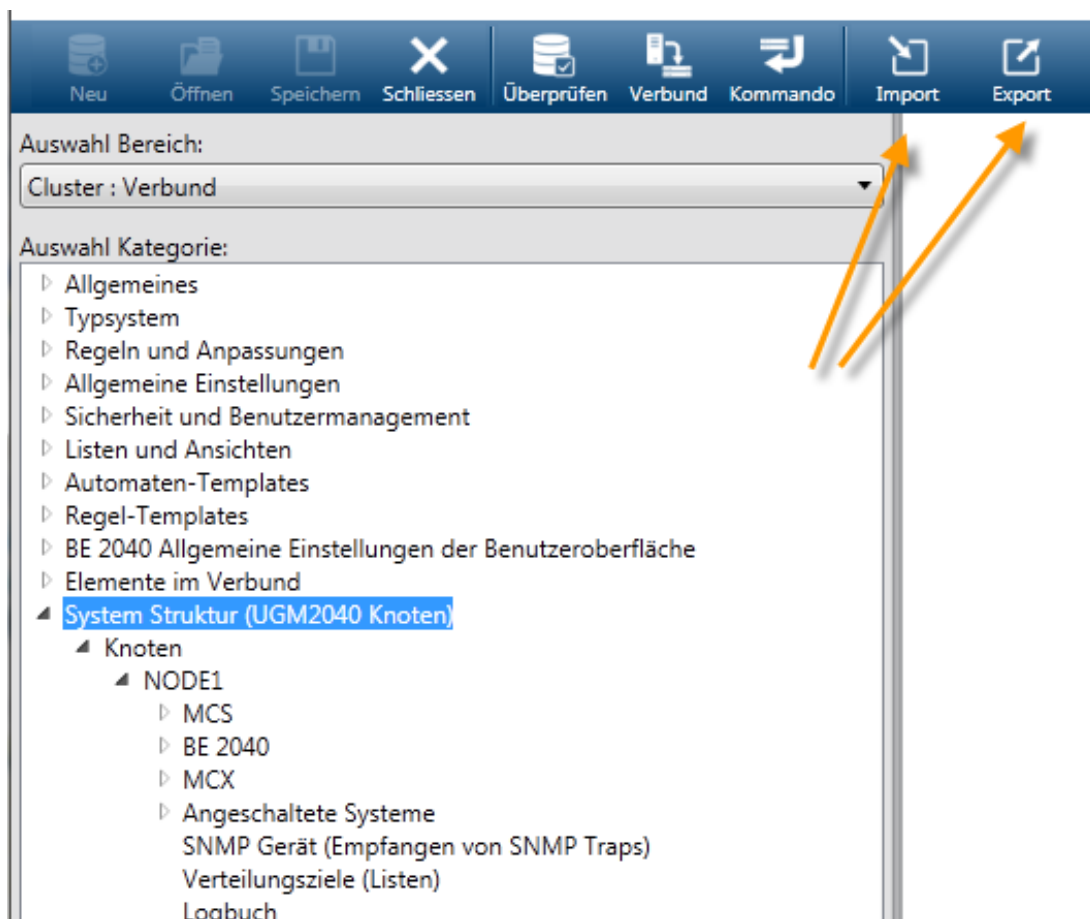 Neu Öffnen Speichern Schliessen Überprüfen Verbund Kommando Import Export
Auswahl Bereich:
Cluster : Verbund
Auswahl Kategorie:
Allgemeines
Typsystem
Regeln und Anpassungen
Allgemeine Einstellungen
Sicherheit und Benutzermanagement
Listen und Ansichten
Automaten-Templates
Regel-Templates
BE 2040 Allgemeine Einstellungen der Benutzeroberfläche
Elemente im Verbund
System Struktur (UGM2040 Knoten)
Knoten
NODE1
MCS
BE 2040
MCX
Angeschaltete Systeme
SNMP Gerät (Empfangen von SNMP Traps)
Verteilungsziele (Listen)
Logbuch